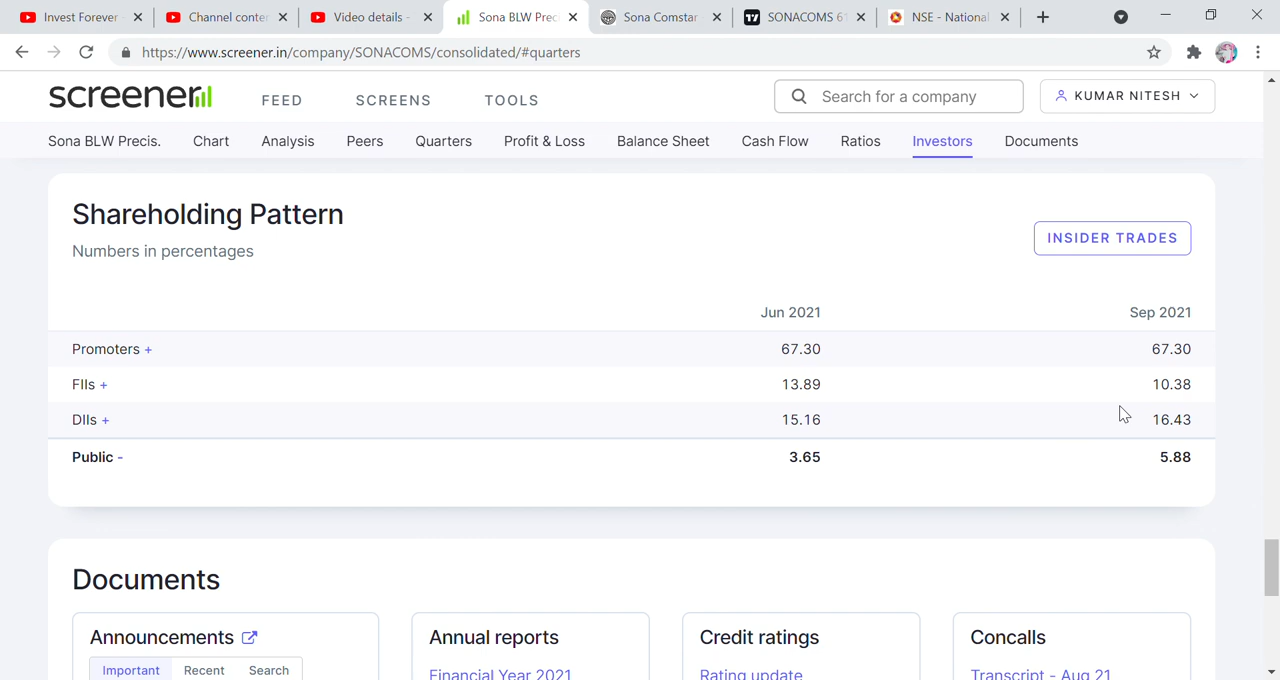 Invest Forever
Channel conter
Video details -
Sona BLW Prec
Sona Comstar
SONACOMS 61
NSE - National
https://www.screener.in/company/SONACOMS/consolidated/#quarters
screener
FEED
SCREENS
TOOLS
Search for a company
KUMAR NITESH
Sona BLW Precis.
Chart
Analysis
Peers
Quarters
Profit & Loss
Balance Sheet
Cash Flow
Ratios
Investors
Documents
Shareholding Pattern
Numbers in percentages
INSIDER TRADES
Jun 2021 Sep 2021
Promoters + 67.30 67.30
FIIs + 13.89 10.38
DIIs + 15.16 16.43
Public - 3.65 5.88
Documents
Announcements
Important Recent Search
Annual reports
Financial Year 2021
Credit ratings
Rating update
Concalls
Transcript - Aug 21